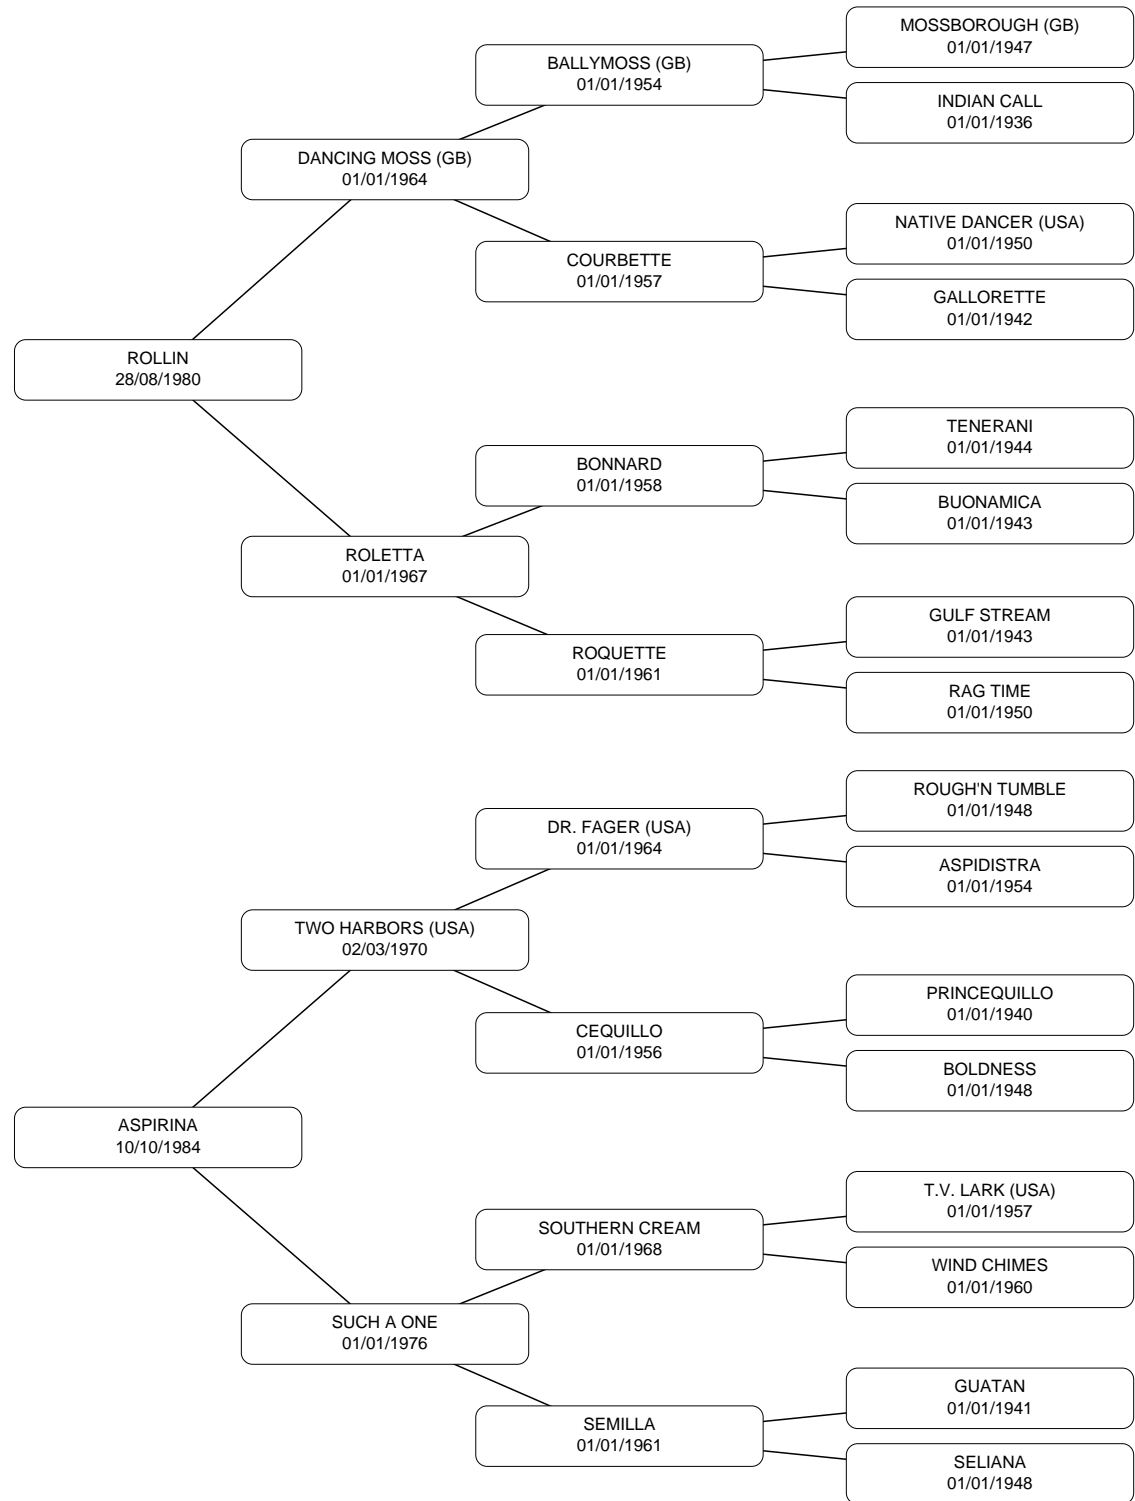 MOSSBOROUGH (GB)
01/01/1947
BALLYMOSS (GB)
01/01/1954
INDIAN CALL
01/01/1936
DANCING MOSS (GB)
01/01/1964
NATIVE DANCER (USA)
01/01/1950
COURBETTE
01/01/1957
GALLORETTE
01/01/1942
ROLLIN
28/08/1980
TENERANI
01/01/1944
BONNARD
01/01/1958
BUONAMICA
01/01/1943
ROLETTA
01/01/1967
GULF STREAM
01/01/1943
ROQUETTE
01/01/1961
RAG TIME
01/01/1950
ROUGH'N TUMBLE
01/01/1948
DR. FAGER (USA)
01/01/1964
ASPIDISTRA
01/01/1954
TWO HARBORS (USA)
02/03/1970
PRINCEQUILLO
01/01/1940
CEQUILLO
01/01/1956
BOLDNESS
01/01/1948
ASPIRINA
10/10/1984
T.V. LARK (USA)
01/01/1957
SOUTHERN CREAM
01/01/1968
WIND CHIMES
01/01/1960
SUCH A ONE
01/01/1976
GUATAN
01/01/1941
SEMILLA
01/01/1961
SELIANA
01/01/1948